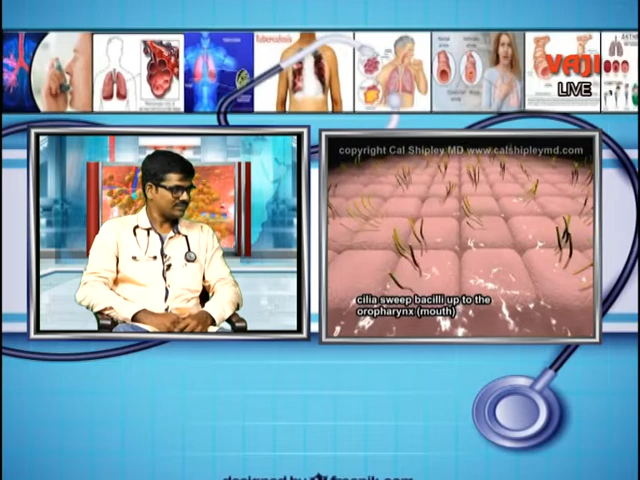 Tuberculosis
VAJI
LIVE
copyright Cal Shipley MD www.calshipleymd.com
cilia sweep bacilli up to the
oropharynx (mouth)
designed by freepik.com